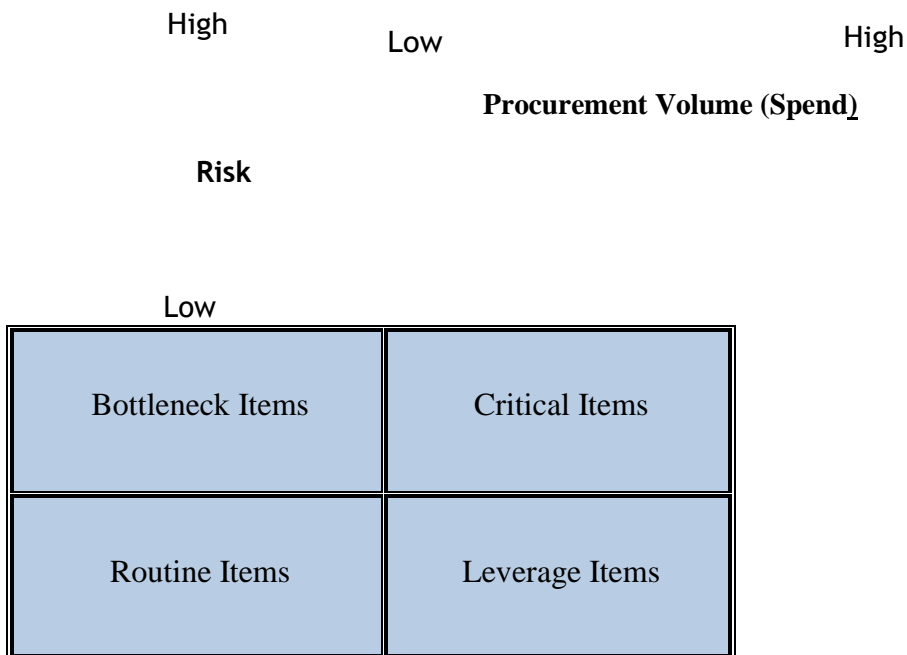 High
Low
High
Procurement Volume (Spend)
Risk
Low
Bottleneck Items
Critical Items
Routine Items
Leverage Items